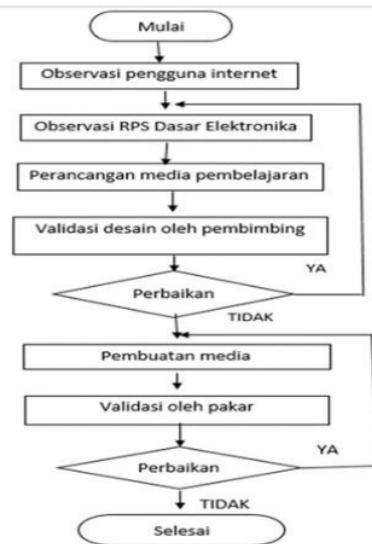 Mulai
Observasi pengguna internet
Observasi RPS Dasar Elektronika
Perancangan media pembelajaran
Validasi desain oleh pembimbing
YA
Perbaikan
TIDAK
Pembuatan media
Validasi oleh pakar
YA
Perbaikan
TIDAK
Selesai